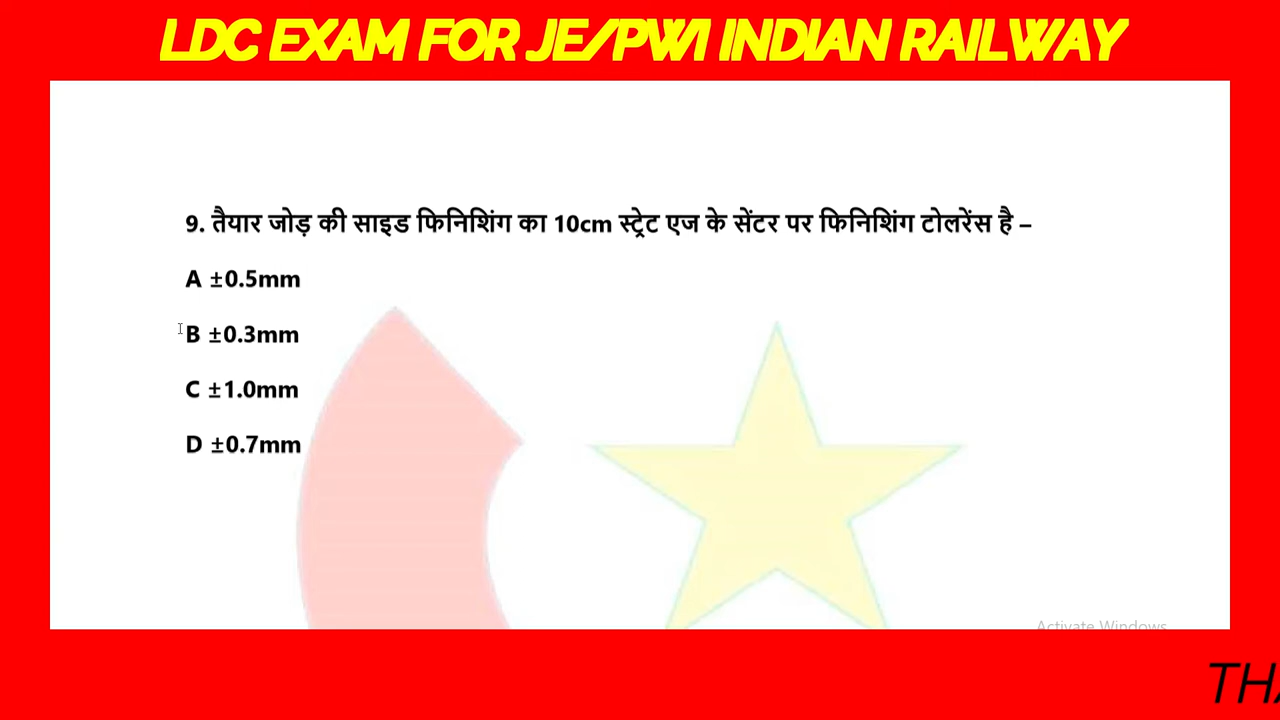 LDC EXAM FOR JE/PWI INDIAN RAILWAY
9. तैयार जोड़ की साइड फिनिशिंग का 10cm स्ट्रेट एज के सेंटर पर फिनिशिंग टोलरेंस है –
A ±0.5mm
B ±0.3mm
C ±1.0mm
D ±0.7mm
Activate Windows